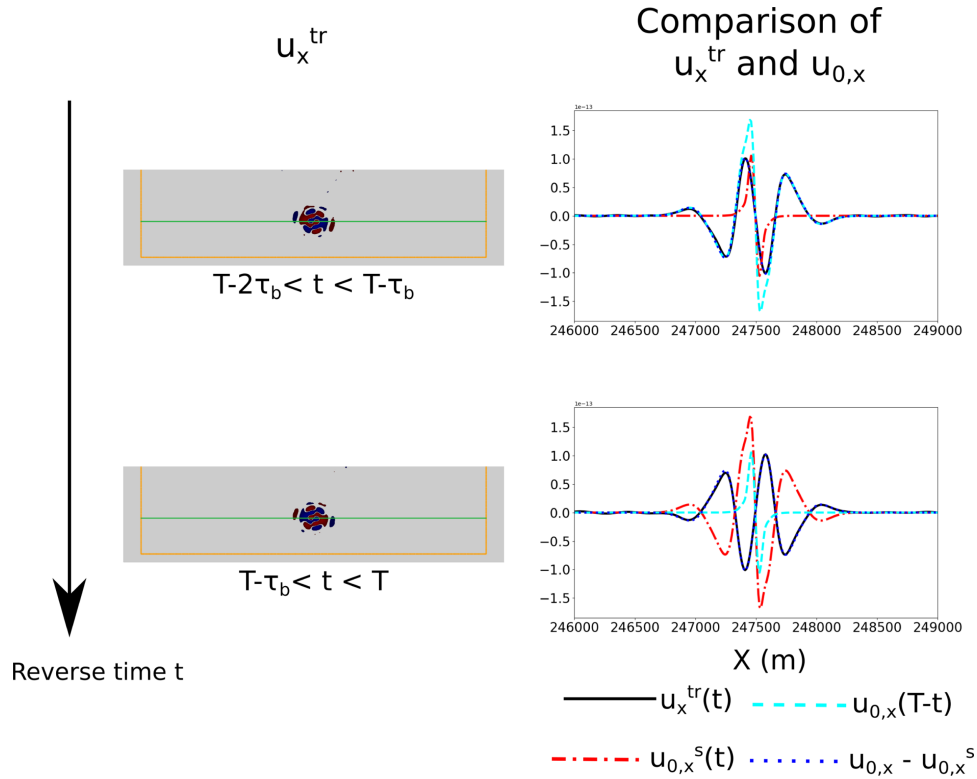 u_x^tr
Comparison of
u_x^tr and u_0,x
1e−13
1.5
1.0
0.5
0.0
−0.5
−1.0
−1.5
246000 246500 247000 247500 248000 248500 249000
T-2τ_b< t < T-τ_b
1e−13
1.5
1.0
0.5
0.0
−0.5
−1.0
−1.5
246000 246500 247000 247500 248000 248500 249000
T-τ_b< t < T
X (m)
Reverse time t
u_x^tr(t) u_0,x(T-t)
u_0,x^s(t) u_0,x - u_0,x^s